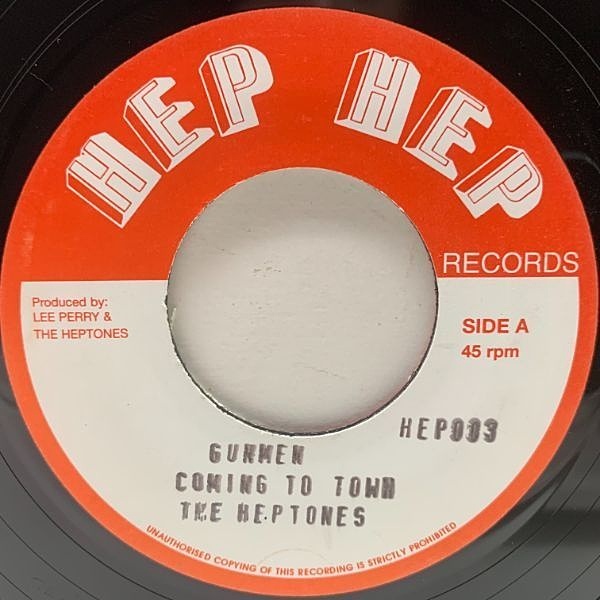 HEP HEP
RECORDS
Produced by:
LEE PERRY &
THE HEPTONES
SIDE A
45 rpm
HEP003
GUNMEN
COMING TO TOWN
THE HEPTONES
UNAUTHORISED COPYING OF THIS RECORDING IS STRICTLY PROHIBITED